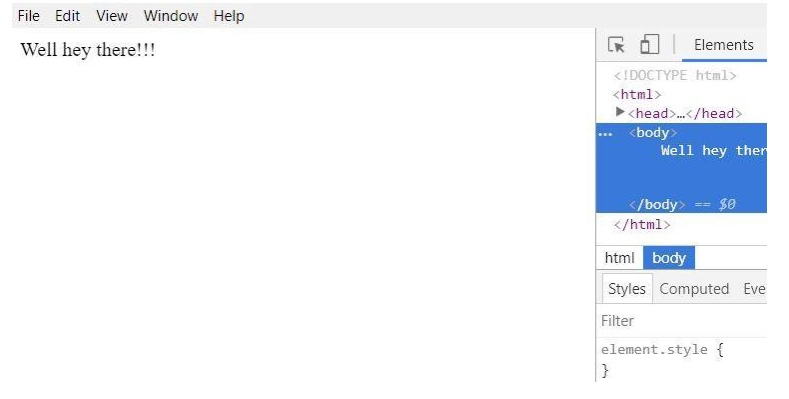 File Edit View Window Help
Well hey there!!!
Elements
<!DOCTYPE html>
<html>
▶<head>…</head>
... <body>
Well hey ther
</body> == $0
</html>
html body
Styles Computed Eve
Filter
element.style {
}